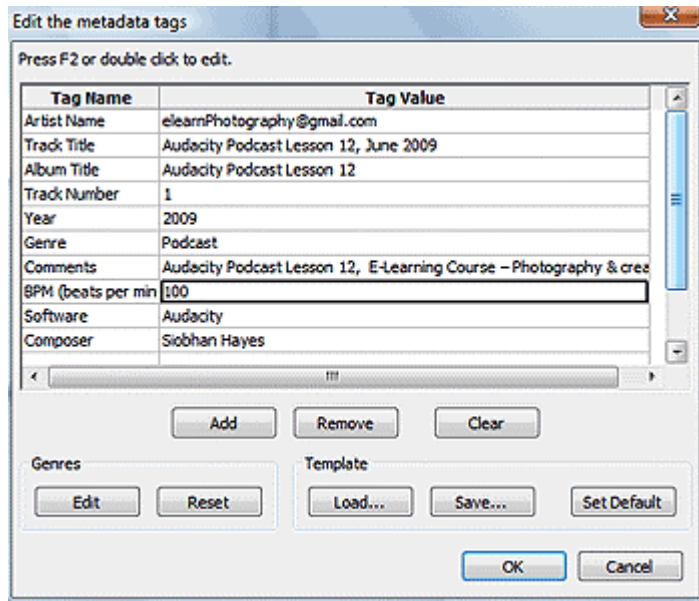 Edit the metadata tags
Press F2 or double click to edit.
Tag Name Tag Value
Artist Name elearnPhotography@gmail.com
Track Title Audacity Podcast Lesson 12, June 2009
Album Title Audacity Podcast Lesson 12
Track Number 1
Year 2009
Genre Podcast
Comments Audacity Podcast Lesson 12, E-Learning Course – Photography & crea
BPM (beats per min 100
Software Audacity
Composer Siobhan Hayes
Add Remove Clear
Genres Template
Edit Reset Load... Save... Set Default
OK Cancel